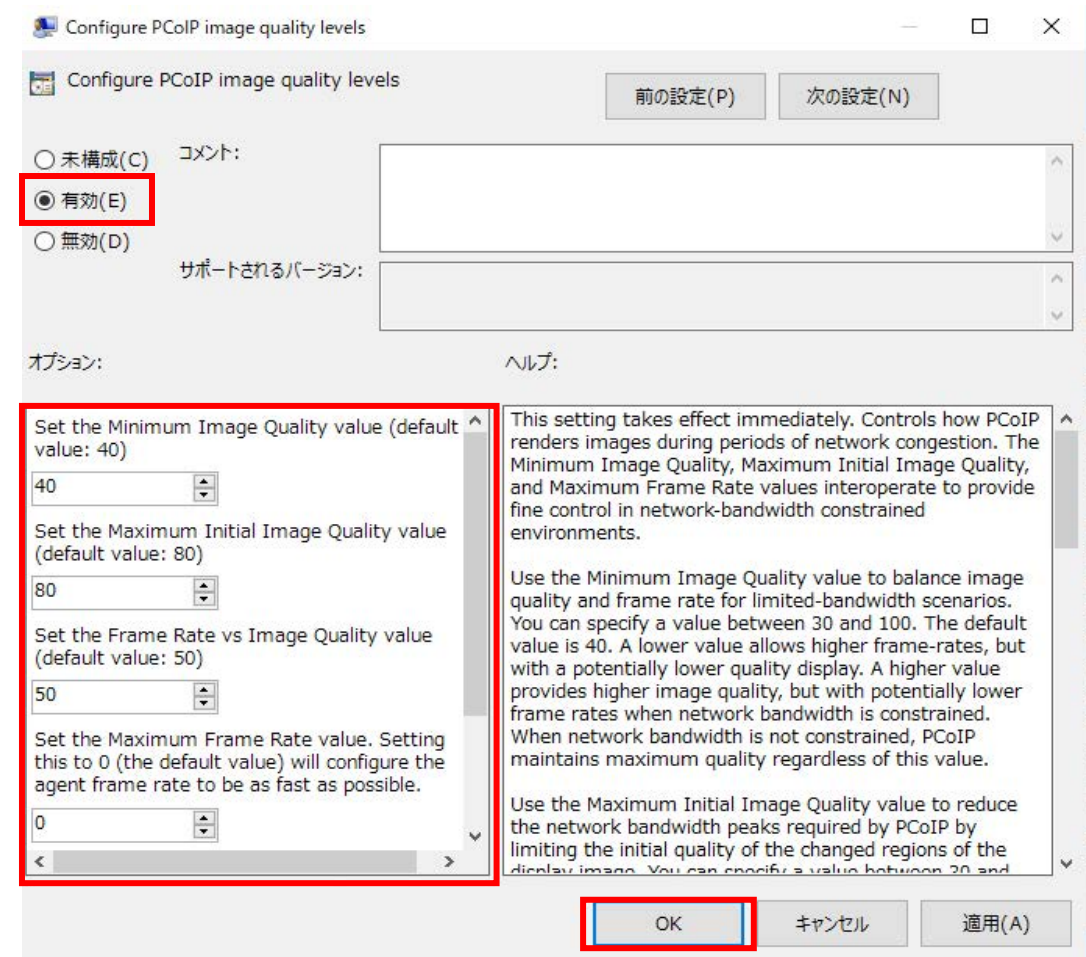 Configure PCoIP image quality levels
Configure PCoIP image quality levels
前の設定(P)
次の設定(N)
未構成(C)
コメント:
有効(E)
無効(D)
サポートされるバージョン:
オプション:
ヘルプ:
Set the Minimum Image Quality value (default
value: 40)
40
Set the Maximum Initial Image Quality value
(default value: 80)
80
Set the Frame Rate vs Image Quality value
(default value: 50)
50
Set the Maximum Frame Rate value. Setting
this to 0 (the default value) will configure the
agent frame rate to be as fast as possible.
0
This setting takes effect immediately. Controls how PCoIP
renders images during periods of network congestion. The
Minimum Image Quality, Maximum Initial Image Quality,
and Maximum Frame Rate values interoperate to provide
fine control in network-bandwidth constrained
environments.
Use the Minimum Image Quality value to balance image
quality and frame rate for limited-bandwidth scenarios.
You can specify a value between 30 and 100. The default
value is 40. A lower value allows higher frame-rates, but
with a potentially lower quality display. A higher value
provides higher image quality, but with potentially lower
frame rates when network bandwidth is constrained.
When network bandwidth is not constrained, PCoIP
maintains maximum quality regardless of this value.
Use the Maximum Initial Image Quality value to reduce
the network bandwidth peaks required by PCoIP by
limiting the initial quality of the changed regions of the
display image. You can specify a value between 30 and
OK
キャンセル
適用(A)